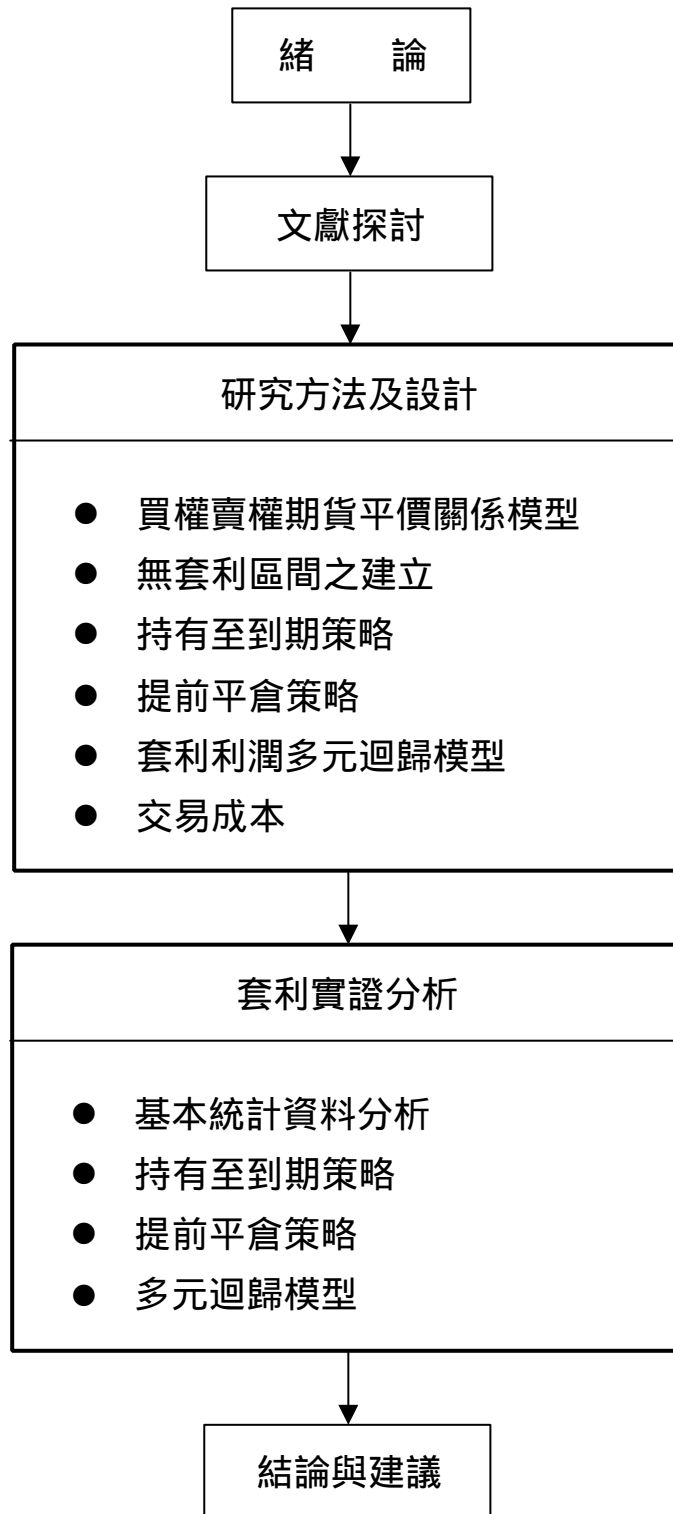 緒　　論
文獻探討
研究方法及設計
● 買權賣權期貨平價關係模型
● 無套利區間之建立
● 持有至到期策略
● 提前平倉策略
● 套利利潤多元迴歸模型
● 交易成本
套利實證分析
● 基本統計資料分析
● 持有至到期策略
● 提前平倉策略
● 多元迴歸模型
結論與建議